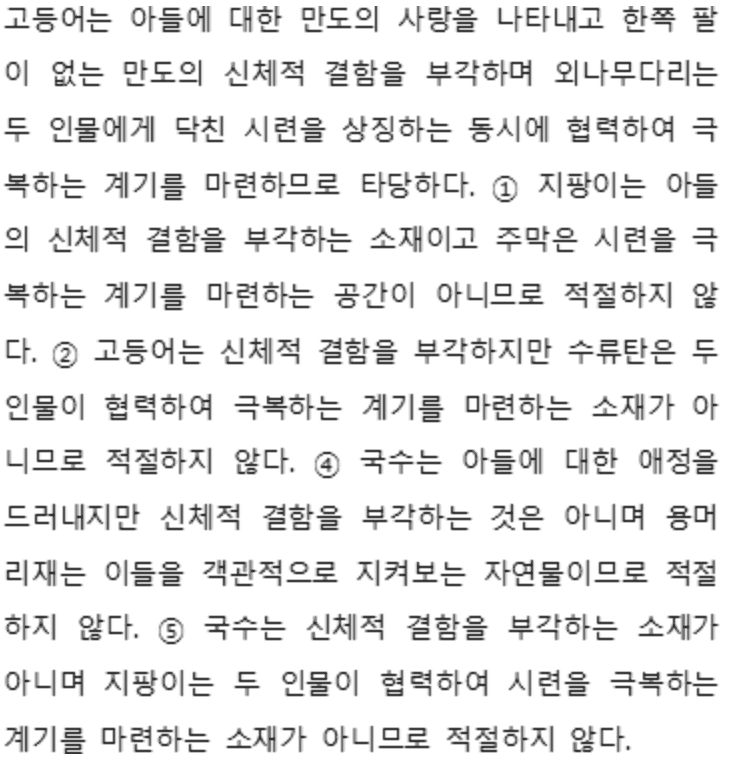 고등어는 아들에 대한 만도의 사랑을 나타내고 한쪽 팔
이 없는 만도의 신체적 결함을 부각하며 외나무다리는
두 인물에게 닥친 시련을 상징하는 동시에 협력하여 극
복하는 계기를 마련하므로 타당하다. ① 지팡이는 아들
의 신체적 결함을 부각하는 소재이고 주막은 시련을 극
복하는 계기를 마련하는 공간이 아니므로 적절하지 않
다. ② 고등어는 신체적 결함을 부각하지만 수류탄은 두
인물이 협력하여 극복하는 계기를 마련하는 소재가 아
니므로 적절하지 않다. ④ 국수는 아들에 대한 애정을
드러내지만 신체적 결함을 부각하는 것은 아니며 용머
리재는 이들을 객관적으로 지켜보는 자연물이므로 적절
하지 않다. ⑤ 국수는 신체적 결함을 부각하는 소재가
아니며 지팡이는 두 인물이 협력하여 시련을 극복하는
계기를 마련하는 소재가 아니므로 적절하지 않다.